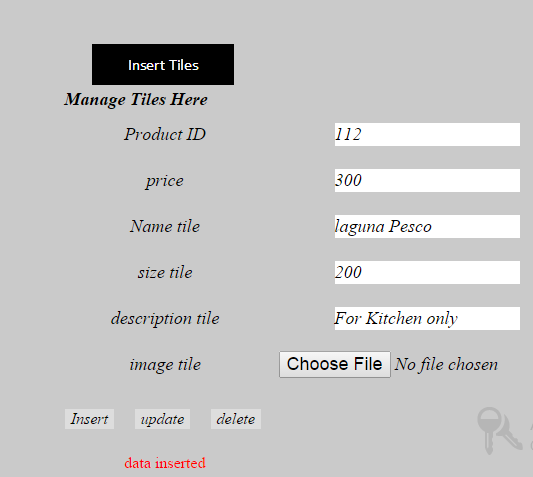 Insert Tiles
Manage Tiles Here
Product ID 112
price 300
Name tile laguna Pesco
size tile 200
description tile For Kitchen only
image tile Choose File No file chosen
Insert update delete
data inserted